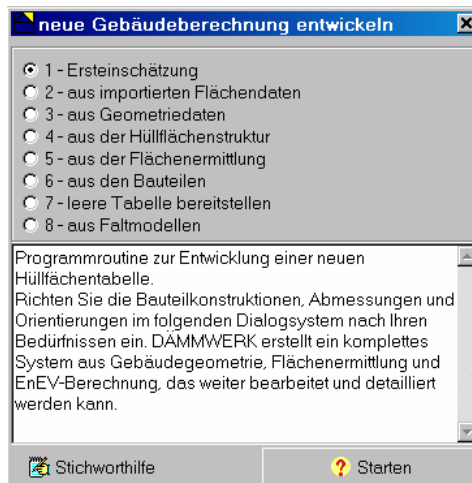 neue Gebäudeberechnung entwickeln
1 - Ersteinschätzung
2 - aus importierten Flächendaten
3 - aus Geometriedaten
4 - aus der Hüllflächenstruktur
5 - aus der Flächenermittlung
6 - aus den Bauteilen
7 - leere Tabelle bereitstellen
8 - aus Faltmodellen
Programmroutine zur Entwicklung einer neuen
Hüllfächentabelle.
Richten Sie die Bauteilkonstruktionen, Abmessungen und
Orientierungen im folgenden Dialogsystem nach Ihren
Bedürfnissen ein. DÄMMWERK erstellt ein komplettes
System aus Gebäudegeometrie, Flächenermittlung und
EnEV-Berechnung, das weiter bearbeitet und detailliert
werden kann.
Stichworthilfe
Starten